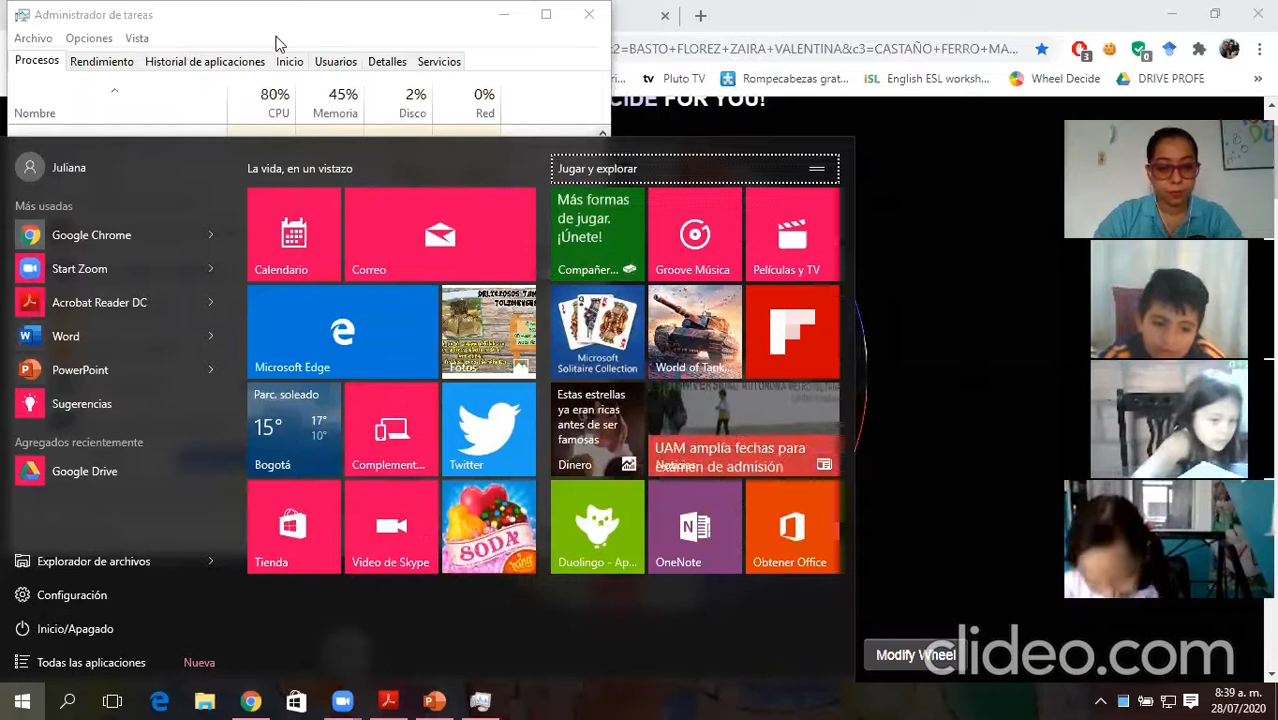 Administrador de tareas
Archivo Opciones Vista
Procesos Rendimiento Historial de aplicaciones Inicio Usuarios Detalles Servicios
80% 45% 2% 0%
Nombre CPU Memoria Disco Red
c2=BASTO+FLOREZ+ZAIRA+VALENTINA&c3=CASTAÑO+FERRO+MA...
3 0
Pluto TV Rompecabezas grat... iSL English ESL worksh... Wheel Decide DRIVE PROFE
FOR YOU!
Juliana
Más usadas
Google Chrome
Start Zoom
Acrobat Reader DC
Word
PowerPoint
Sugerencias
Agregados recientemente
Google Drive
Explorador de archivos
Configuración
Inicio/Apagado
Todas las aplicaciones Nueva
La vida, en un vistazo
Calendario
Correo
Microsoft Edge
Fotos
Parc. soleado
15° 17°
10°
Bogotá
Complement...
Twitter
Tienda
Video de Skype
SODA
Jugar y explorar
Más formas
de jugar.
¡Únete!
Compañer...
Groove Música
Películas y TV
Microsoft
Solitaire Collection
World of Tank...
Estas estrellas
ya eran ricas
antes de ser
famosas
Dinero
UAM amplía fechas para
examen de admisión
Noticias
Duolingo - Ap...
OneNote
Obtener Office
Modify Wheel
clideo.com
8:39 a. m.
28/07/2020